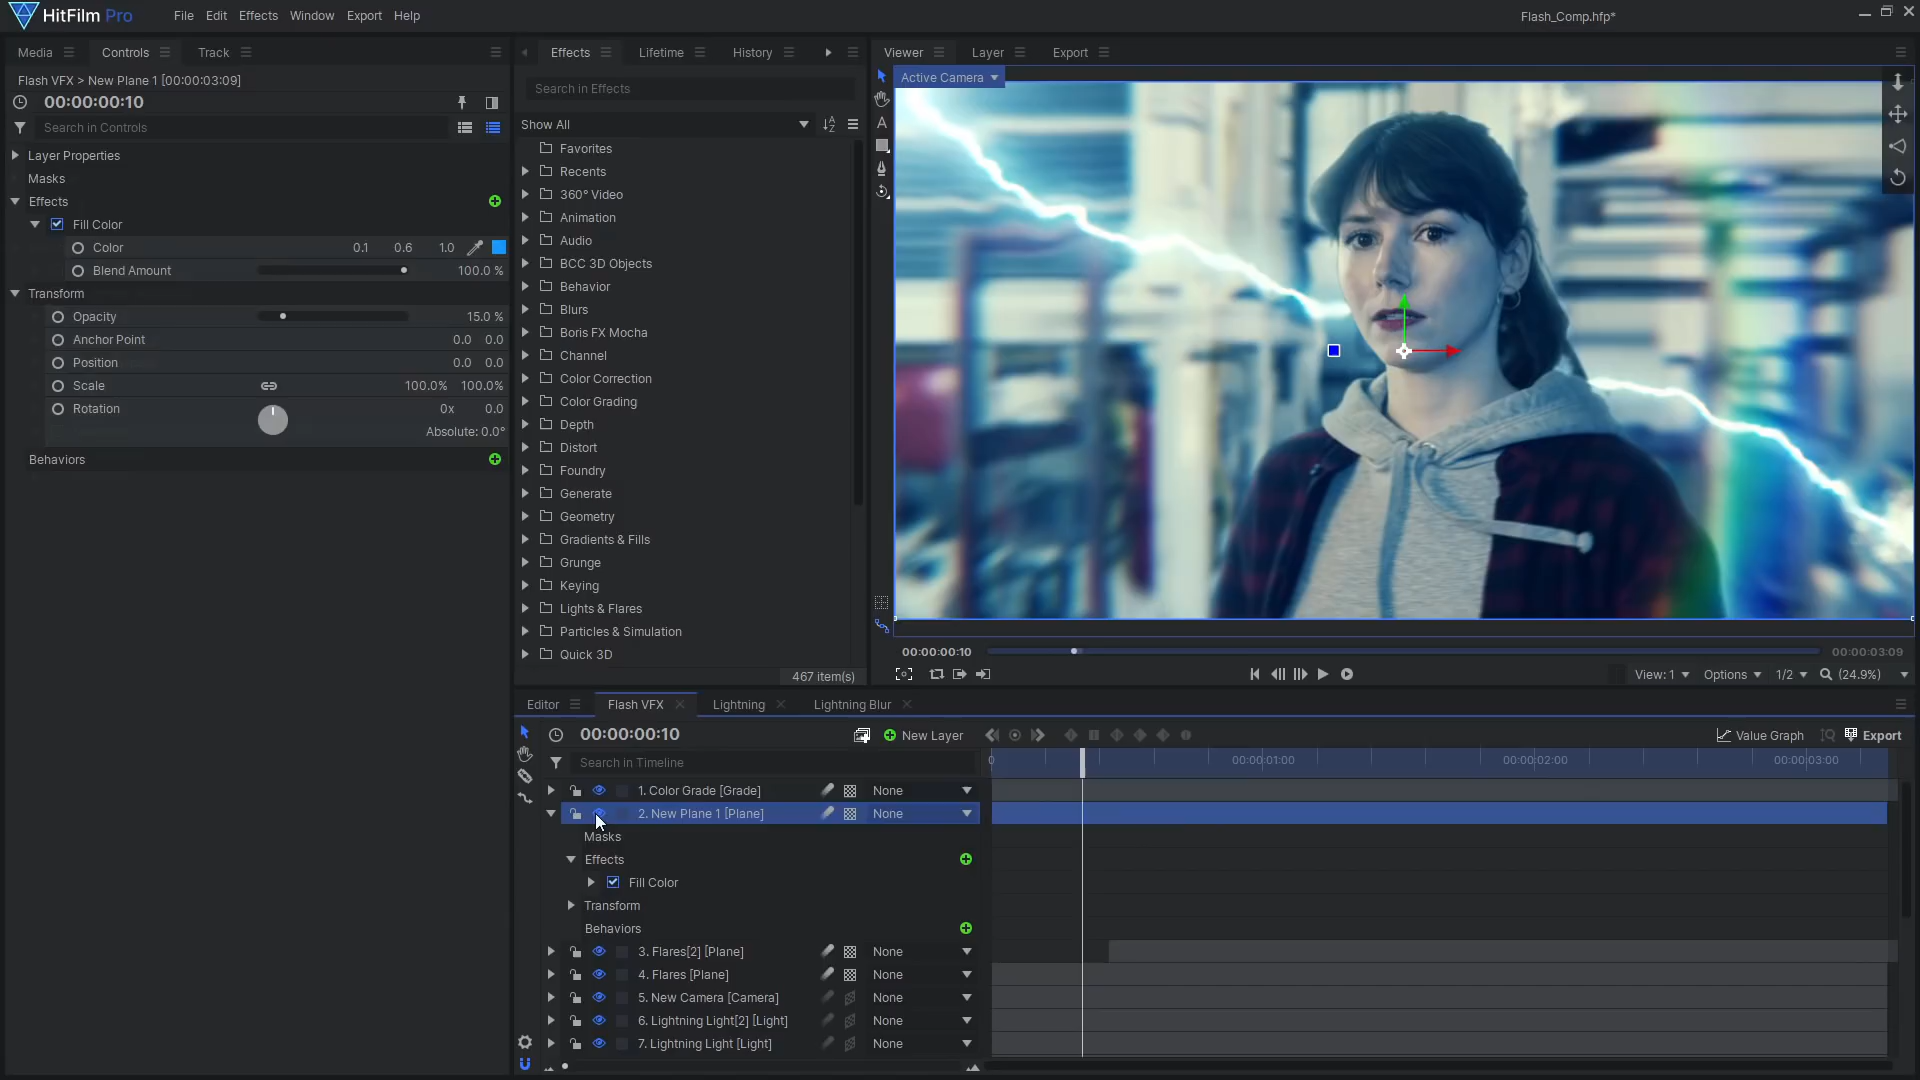 HitFilm Pro
File Edit Effects Window Export Help
Flash_Comp.hfp*
Media Controls Track
Flash VFX > New Plane 1 [00:00:03:09]
00:00:00:10
Search in Controls
Layer Properties
Masks
Effects
Fill Color
Color 0.1 0.6 1.0
Blend Amount 100.0 %
Transform
Opacity 15.0 %
Anchor Point 0.0 0.0
Position 0.0 0.0
Scale 100.0% 100.0%
Rotation 0x 0.0
Absolute: 0.0°
Behaviors
Effects Lifetime History
Search in Effects
Show All
Favorites
Recents
360° Video
Animation
Audio
BCC 3D Objects
Behavior
Blurs
Boris FX Mocha
Channel
Color Correction
Color Grading
Depth
Distort
Foundry
Generate
Geometry
Gradients & Fills
Grunge
Keying
Lights & Flares
Particles & Simulation
Quick 3D
467 item(s)
Viewer Layer Export
Active Camera
A
00:00:00:10 00:00:03:09
View: 1 Options 1/2 (24.9%)
Editor Flash VFX Lightning Lightning Blur
00:00:00:10 New Layer Value Graph Export
Search in Timeline
0 00:00:01:00 00:00:02:00 00:00:03:00
1. Color Grade [Grade] None
2. New Plane 1 [Plane] None
Masks
Effects
Fill Color
Transform
Behaviors
3. Flares[2] [Plane] None
4. Flares [Plane] None
5. New Camera [Camera] None
6. Lightning Light[2] [Light] None
7. Lightning Light [Light] None